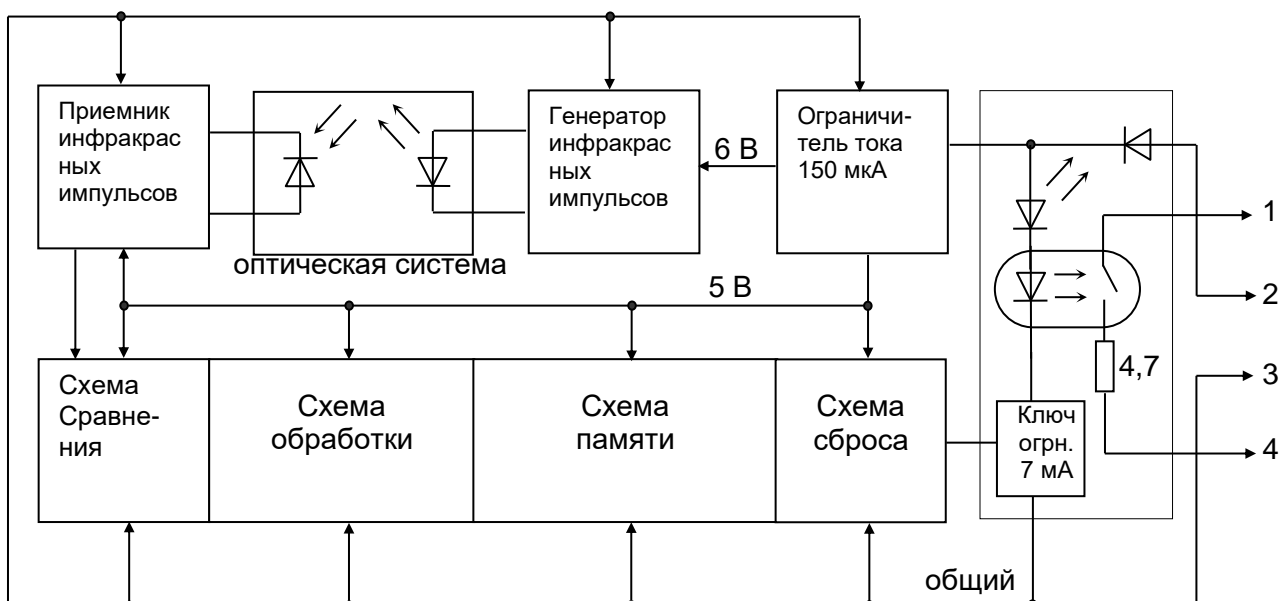 Приемник
инфракрас
ных
импульсов
Генератор
инфракрас
ных
импульсов
6 В
Ограничи-
тель тока
150 мкА
оптическая система
5 В
1
2
3
4
4,7
Схема
Сравне-
ния
Схема
обработки
Схема
памяти
Схема
сброса
Ключ
огрн.
7 мА
общий